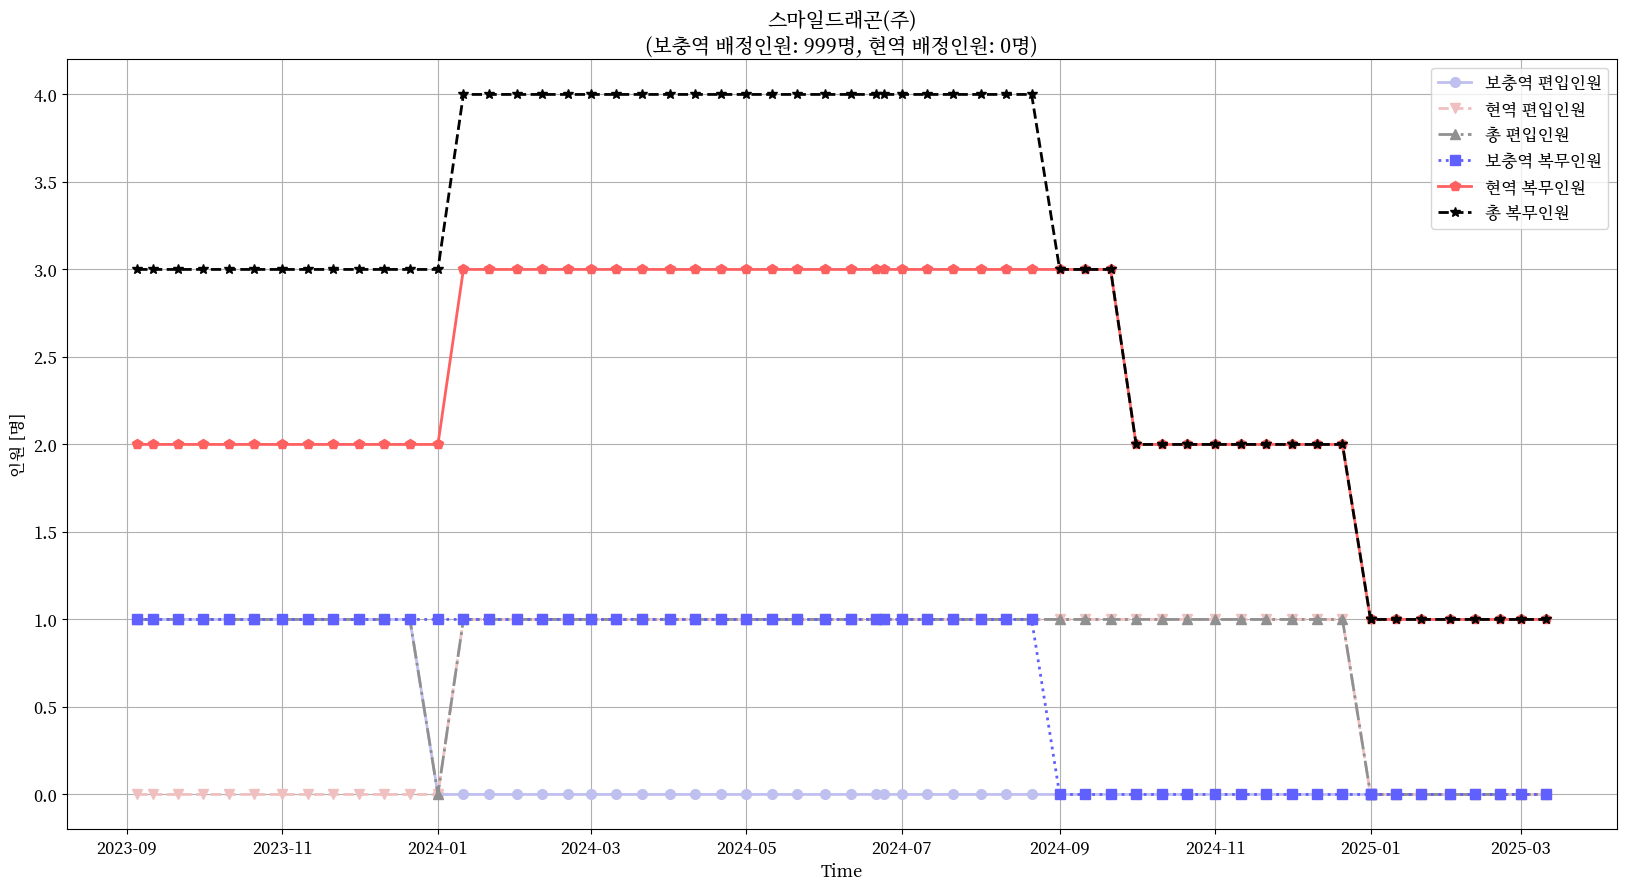 스마일드래곤(주)
(보충역 배정인원: 999명, 현역 배정인원: 0명)
보충역 편입인원
현역 편입인원
총 편입인원
보충역 복무인원
현역 복무인원
총 복무인원
인원 [명]
4.0
3.5
3.0
2.5
2.0
1.5
1.0
0.5
0.0
2023-09
2023-11
2024-01
2024-03
2024-05
2024-07
2024-09
2024-11
2025-01
2025-03
Time